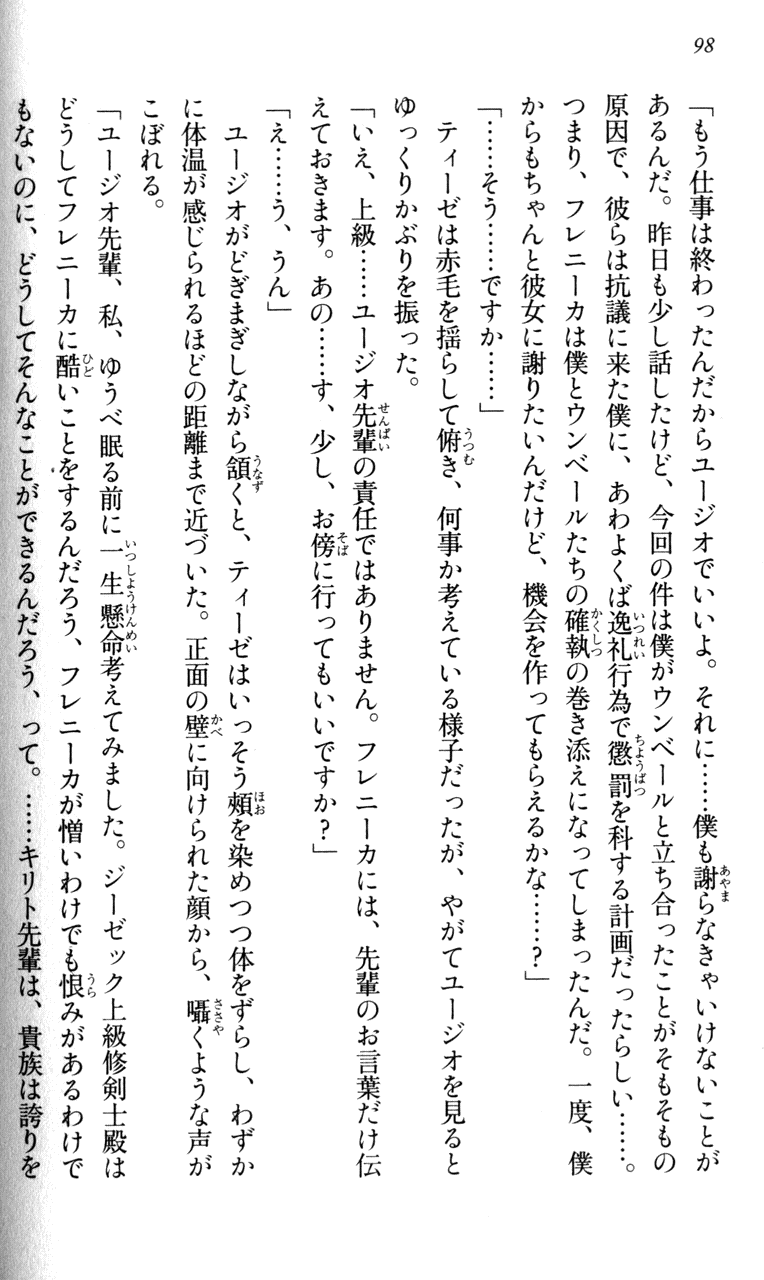 98
「もう仕事は終わったんだからユージオでいいよ。それに……僕も謝らなきゃいけないことが
あるんだ。昨日も少し話したけど、今回の件は僕がウンベールと立ち合ったことがそもそもの
原因で、彼らは抗議に来た僕に、あわよくば逸礼行為で懲罰を科する計画だったらしい……。
つまり、フレニーカは僕とウンベールたちの確執の巻き添えになってしまったんだ。一度、僕
からもちゃんと彼女に謝りたいんだけど、機会を作ってもらえるかな……？」
「……そう……ですか……」
ティーゼは赤毛を揺らして俯き、何事か考えている様子だったが、やがてユージオを見ると
ゆっくりかぶりを振った。
「いえ、上級……ユージオ先輩の責任ではありません。フレニーカには、先輩のお言葉だけ伝
えておきます。あの……す、少し、お傍に行ってもいいですか？」
「え……う、うん」
ユージオがどぎまぎしながら頷くと、ティーゼはいっそう頰を染めつつ体をずらし、わずか
に体温が感じられるほどの距離まで近づいた。正面の壁に向けられた顔から、囁くような声が
こぼれる。
「ユージオ先輩、私、ゆうべ眠る前に一生懸命考えてみました。ジーゼック上級修剣士殿は
どうしてフレニーカに酷いことをするんだろう、フレニーカが憎いわけでも恨みがあるわけで
もないのに、どうしてそんなことができるんだろう、って。……キリト先輩は、貴族は誇りを